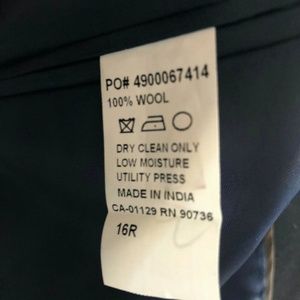 PO# 4900067414
100% WOOL
DRY CLEAN ONLY
LOW MOISTURE
UTILITY PRESS
MADE IN INDIA
CA-01129 RN 90736
16R